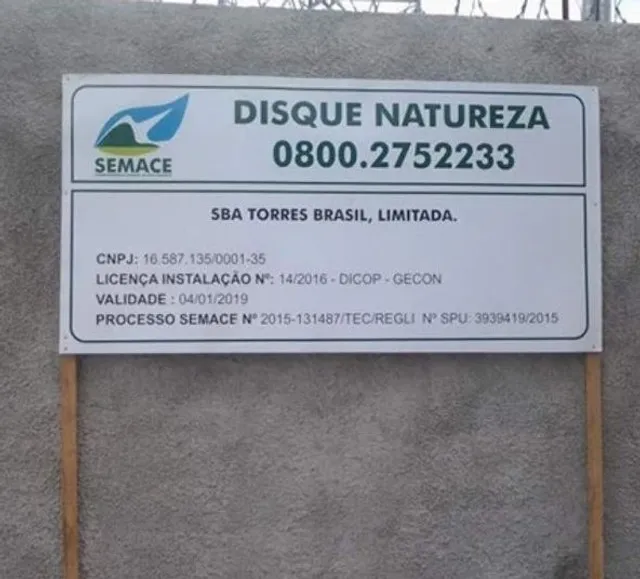 DISQUE NATUREZA
0800.2752233
SEMACE
SBA TORRES BRASIL, LIMITADA.
CNPJ: 16.587.135/0001-35
LICENÇA INSTALAÇÃO Nº: 14/2016 - DICOP - GECON
VALIDADE : 04/01/2019
PROCESSO SEMACE Nº 2015-131487/TEC/REGLI Nº SPU: 3939419/2015